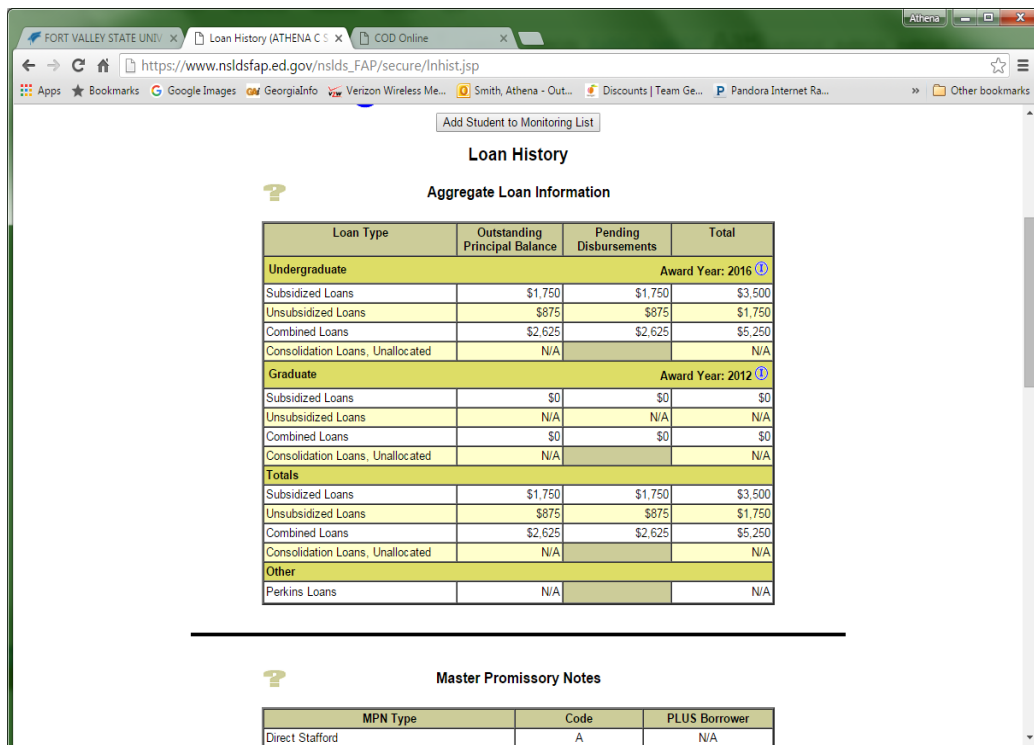 Athena
FORT VALLEY STATE UNIV
Loan History (ATHENA C S
COD Online
https://www.nsldsfap.ed.gov/nslds_FAP/secure/lnhist.jsp
Apps Bookmarks Google Images GeorgiaInfo Verizon Wireless Me... Smith, Athena - Out... Discounts | Team Ge... Pandora Internet Ra... » Other bookmarks
Add Student to Monitoring List
Loan History
? Aggregate Loan Information
Loan Type Outstanding Principal Balance Pending Disbursements Total
Undergraduate Award Year: 2016
Subsidized Loans $1,750 $1,750 $3,500
Unsubsidized Loans $875 $875 $1,750
Combined Loans $2,625 $2,625 $5,250
Consolidation Loans, Unallocated N/A N/A
Graduate Award Year: 2012
Subsidized Loans $0 $0 $0
Unsubsidized Loans N/A N/A N/A
Combined Loans $0 $0 $0
Consolidation Loans, Unallocated N/A N/A
Totals
Subsidized Loans $1,750 $1,750 $3,500
Unsubsidized Loans $875 $875 $1,750
Combined Loans $2,625 $2,625 $5,250
Consolidation Loans, Unallocated N/A N/A
Other
Perkins Loans N/A N/A
? Master Promissory Notes
MPN Type Code PLUS Borrower
Direct Stafford A N/A